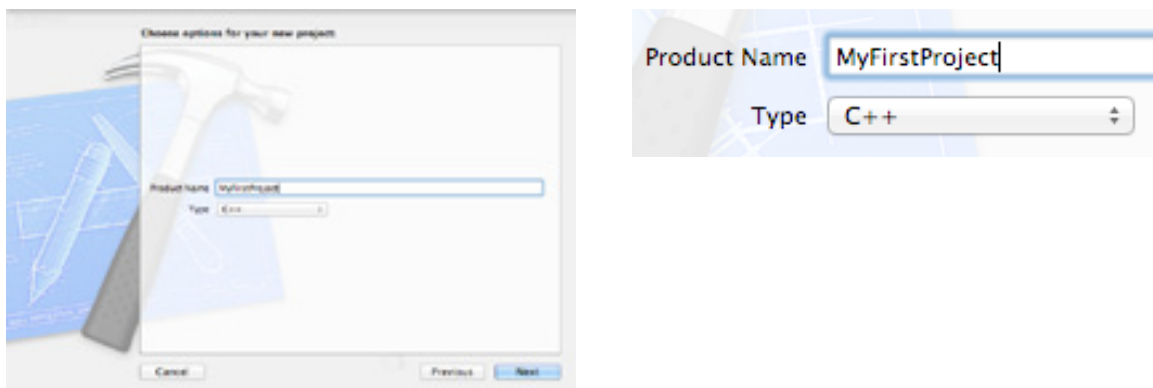 Choose options for your new project:
Product Name MyFirstProject
Type C++
Cancel Previous Next
Product Name MyFirstProject
Type C++